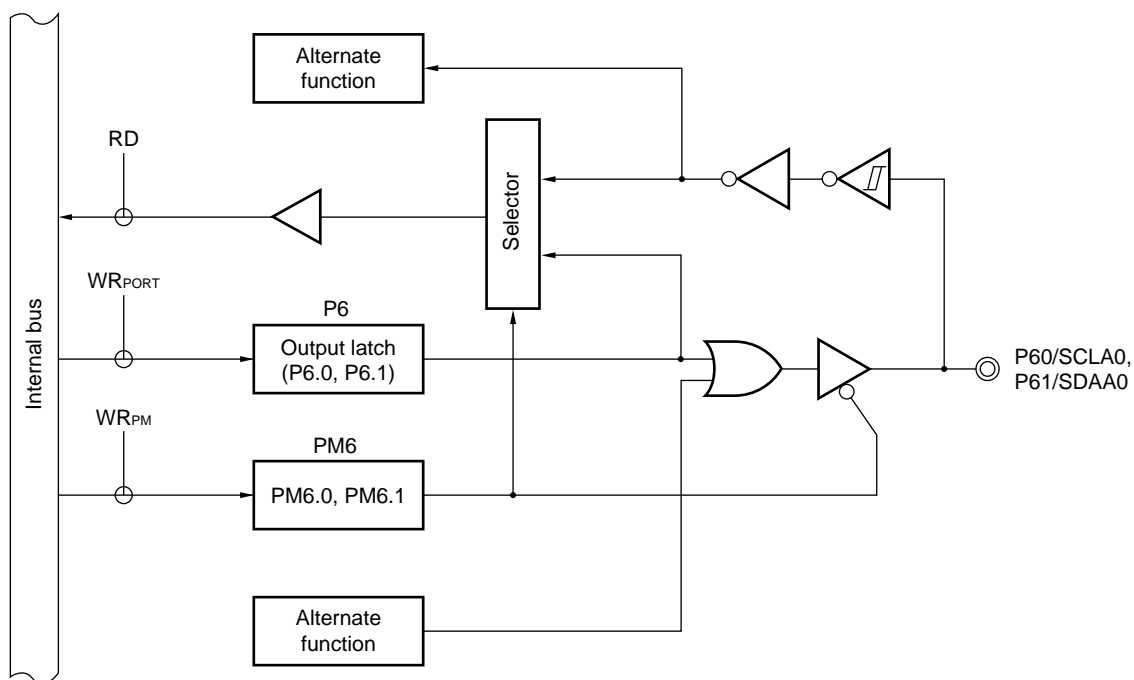 Alternate
function
RD
Selector
WRPORT
P6
Internal bus
Output latch
(P6.0, P6.1)
P60/SCLA0,
P61/SDAA0
WRPM
PM6
PM6.0, PM6.1
Alternate
function